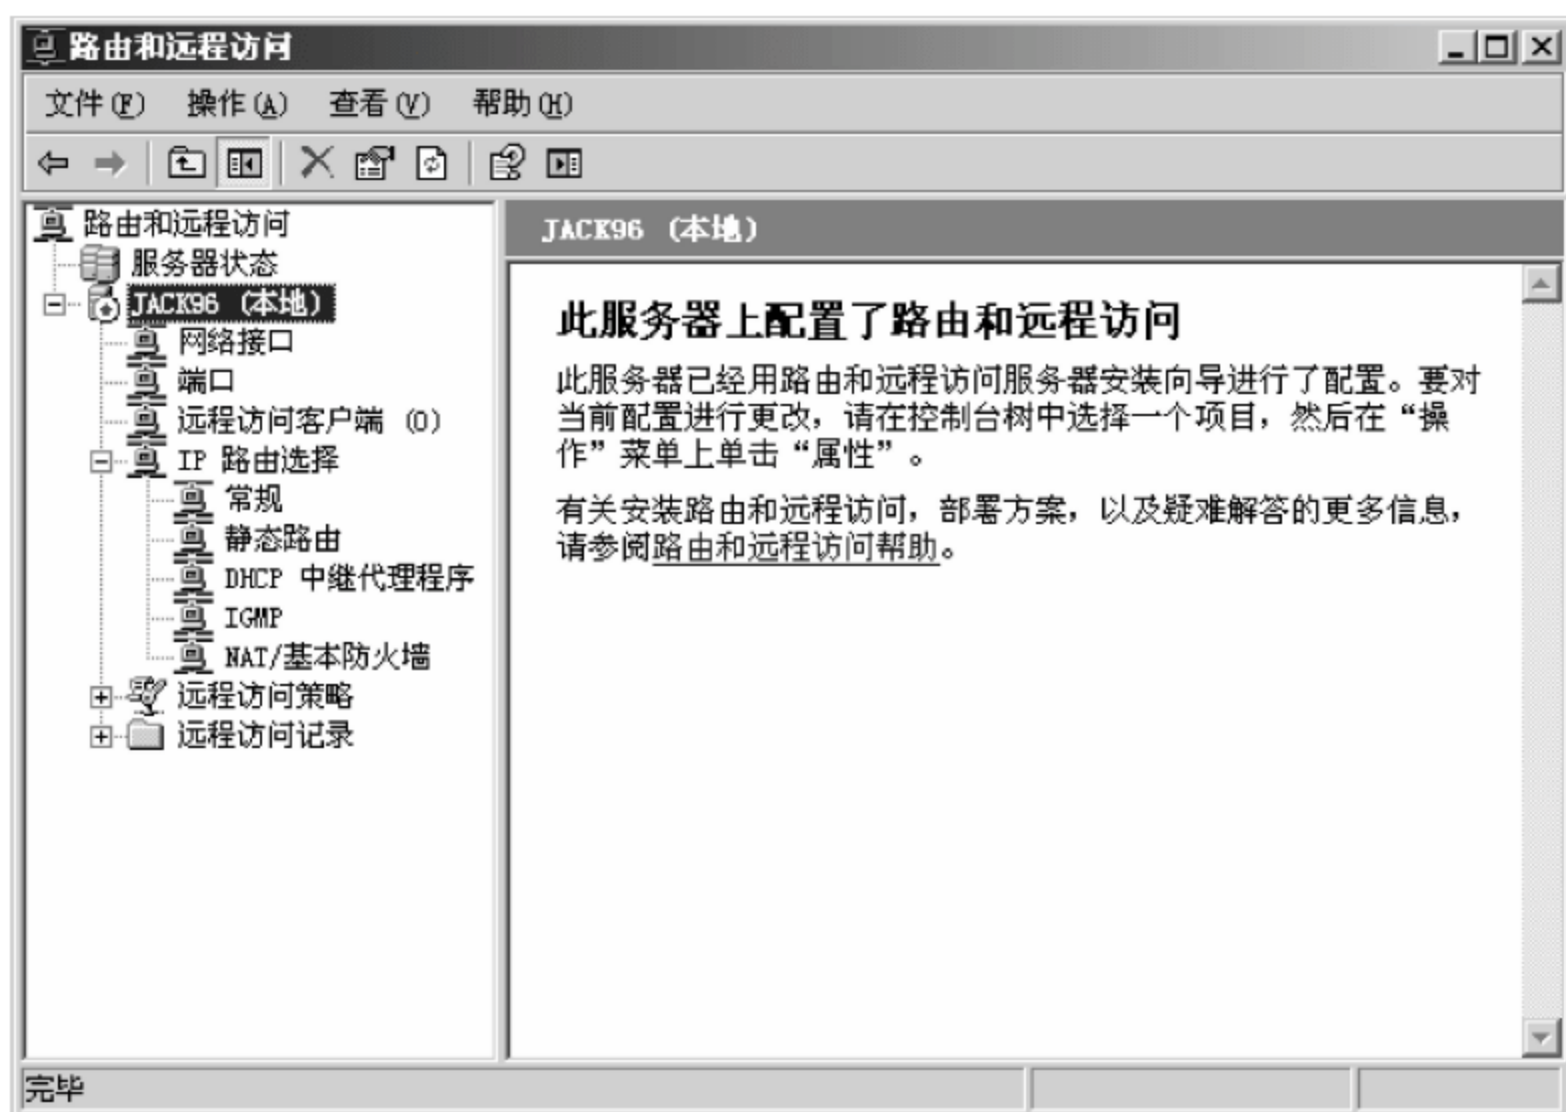 路由和远程访问
文件(F) 操作(A) 查看(V) 帮助(H)
路由和远程访问
服务器状态
JACK96 (本地)
网络接口
端口
远程访问客户端 (0)
IP 路由选择
常规
静态路由
DHCP 中继代理程序
IGMP
NAT/基本防火墙
远程访问策略
远程访问记录
JACK96 (本地)
此服务器上配置了路由和远程访问
此服务器已经用路由和远程访问服务器安装向导进行了配置。要对
当前配置进行更改，请在控制台树中选择一个项目，然后在“操
作”菜单上单击“属性”。
有关安装路由和远程访问，部署方案，以及疑难解答的更多信息，
请参阅路由和远程访问帮助。
完毕